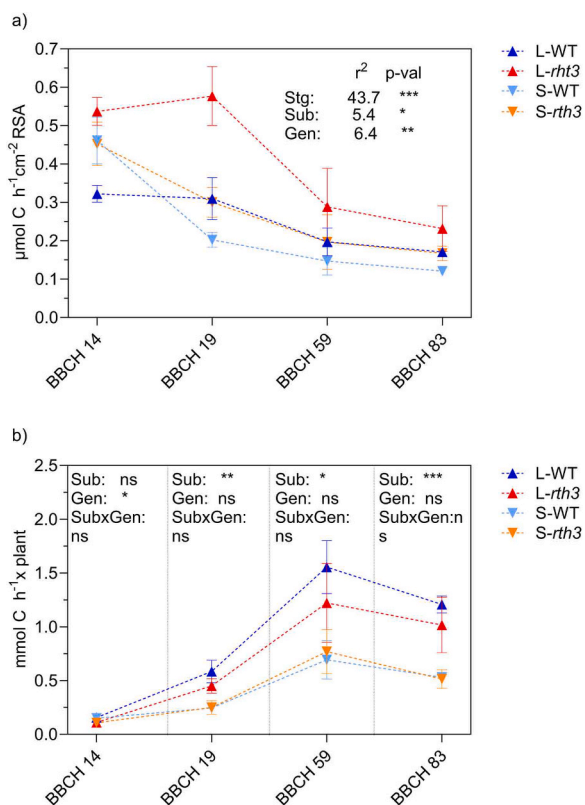 a)
µmol C h⁻¹cm⁻² RSA
0.7
0.6
0.5
0.4
0.3
0.2
0.1
0.0
r² p-val
Stg: 43.7 ***
Sub: 5.4 *
Gen: 6.4 **
L-WT
L-rht3
S-WT
S-rth3
BBCH 14
BBCH 19
BBCH 59
BBCH 83
b)
mmol C h⁻¹x plant
2.5
2.0
1.5
1.0
0.5
0.0
Sub: ns
Gen: *
SubxGen:
ns
Sub: **
Gen: ns
SubxGen:
ns
Sub: *
Gen: ns
SubxGen:
ns
Sub: ***
Gen: ns
SubxGen:n
s
L-WT
L-rth3
S-WT
S-rth3
BBCH 14
BBCH 19
BBCH 59
BBCH 83